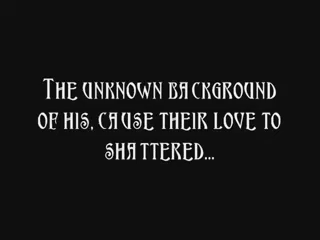 THE UNKNOWN BACKGROUND
OF HIS, CAUSE THEIR LOVE TO
SHATTERED...